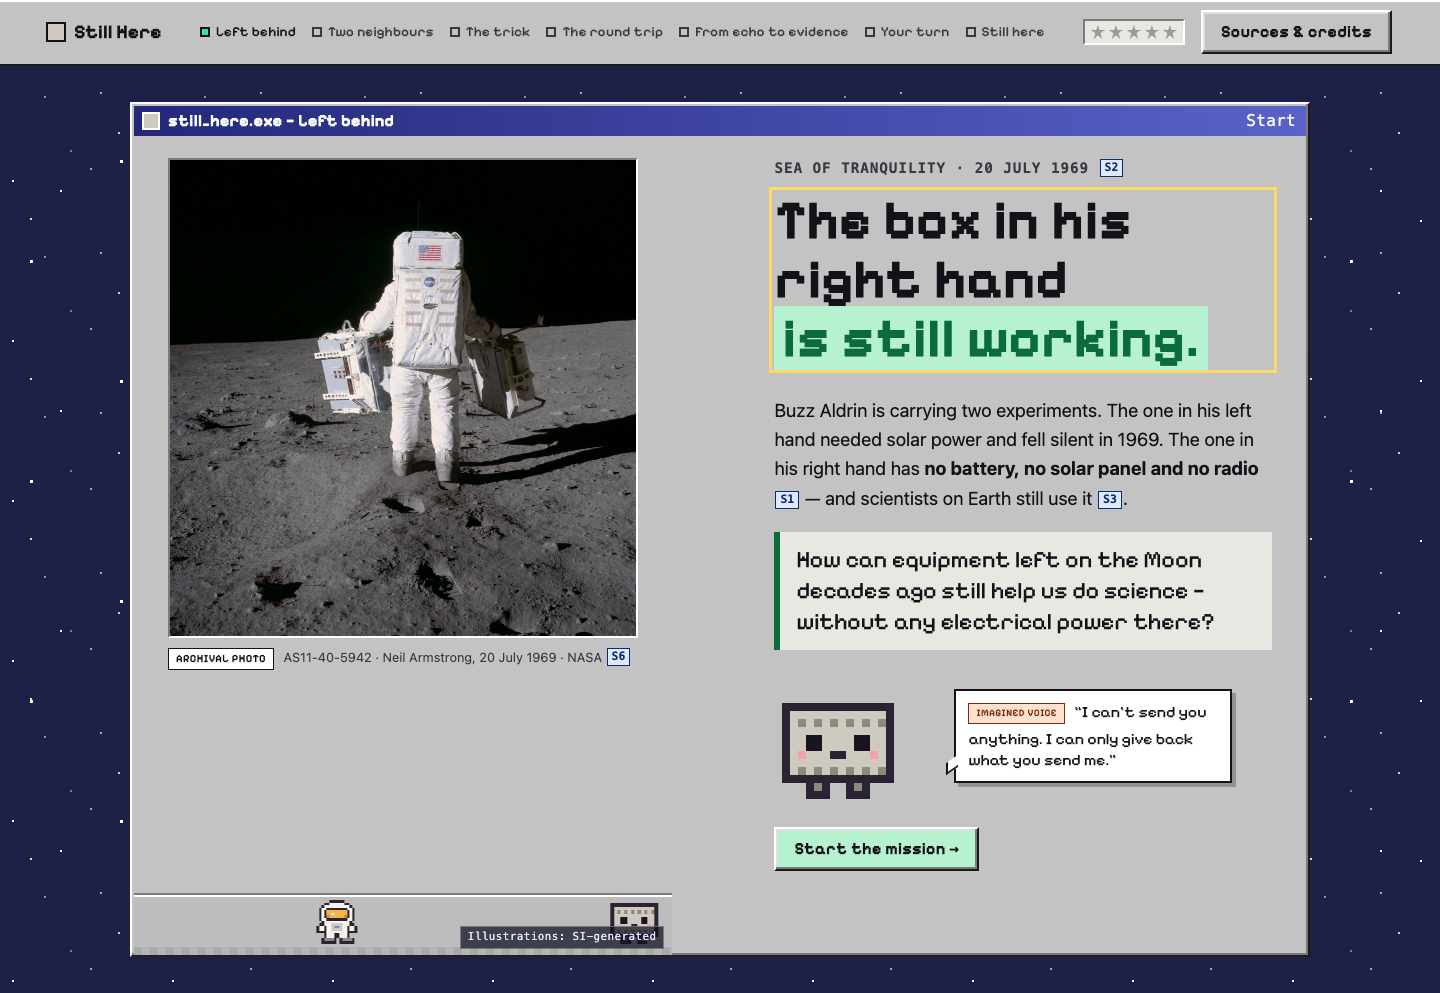 Still Here
Left behind
Two neighbours
The trick
The round trip
From echo to evidence
Your turn
Still here
★★★★★
Sources & credits
still_here.exe – Left behind
Start
ARCHIVAL PHOTO
AS11-40-5942 · Neil Armstrong, 20 July 1969 · NASA S6
SEA OF TRANQUILITY · 20 JULY 1969 S2
The box in his
right hand
is still working.
Buzz Aldrin is carrying two experiments. The one in his left
hand needed solar power and fell silent in 1969. The one in
his right hand has no battery, no solar panel and no radio
S1 — and scientists on Earth still use it S3.
How can equipment left on the Moon
decades ago still help us do science –
without any electrical power there?
IMAGINED VOICE “I can’t send you
anything. I can only give back
what you send me.”
Start the mission →
Illustrations: SI-generated